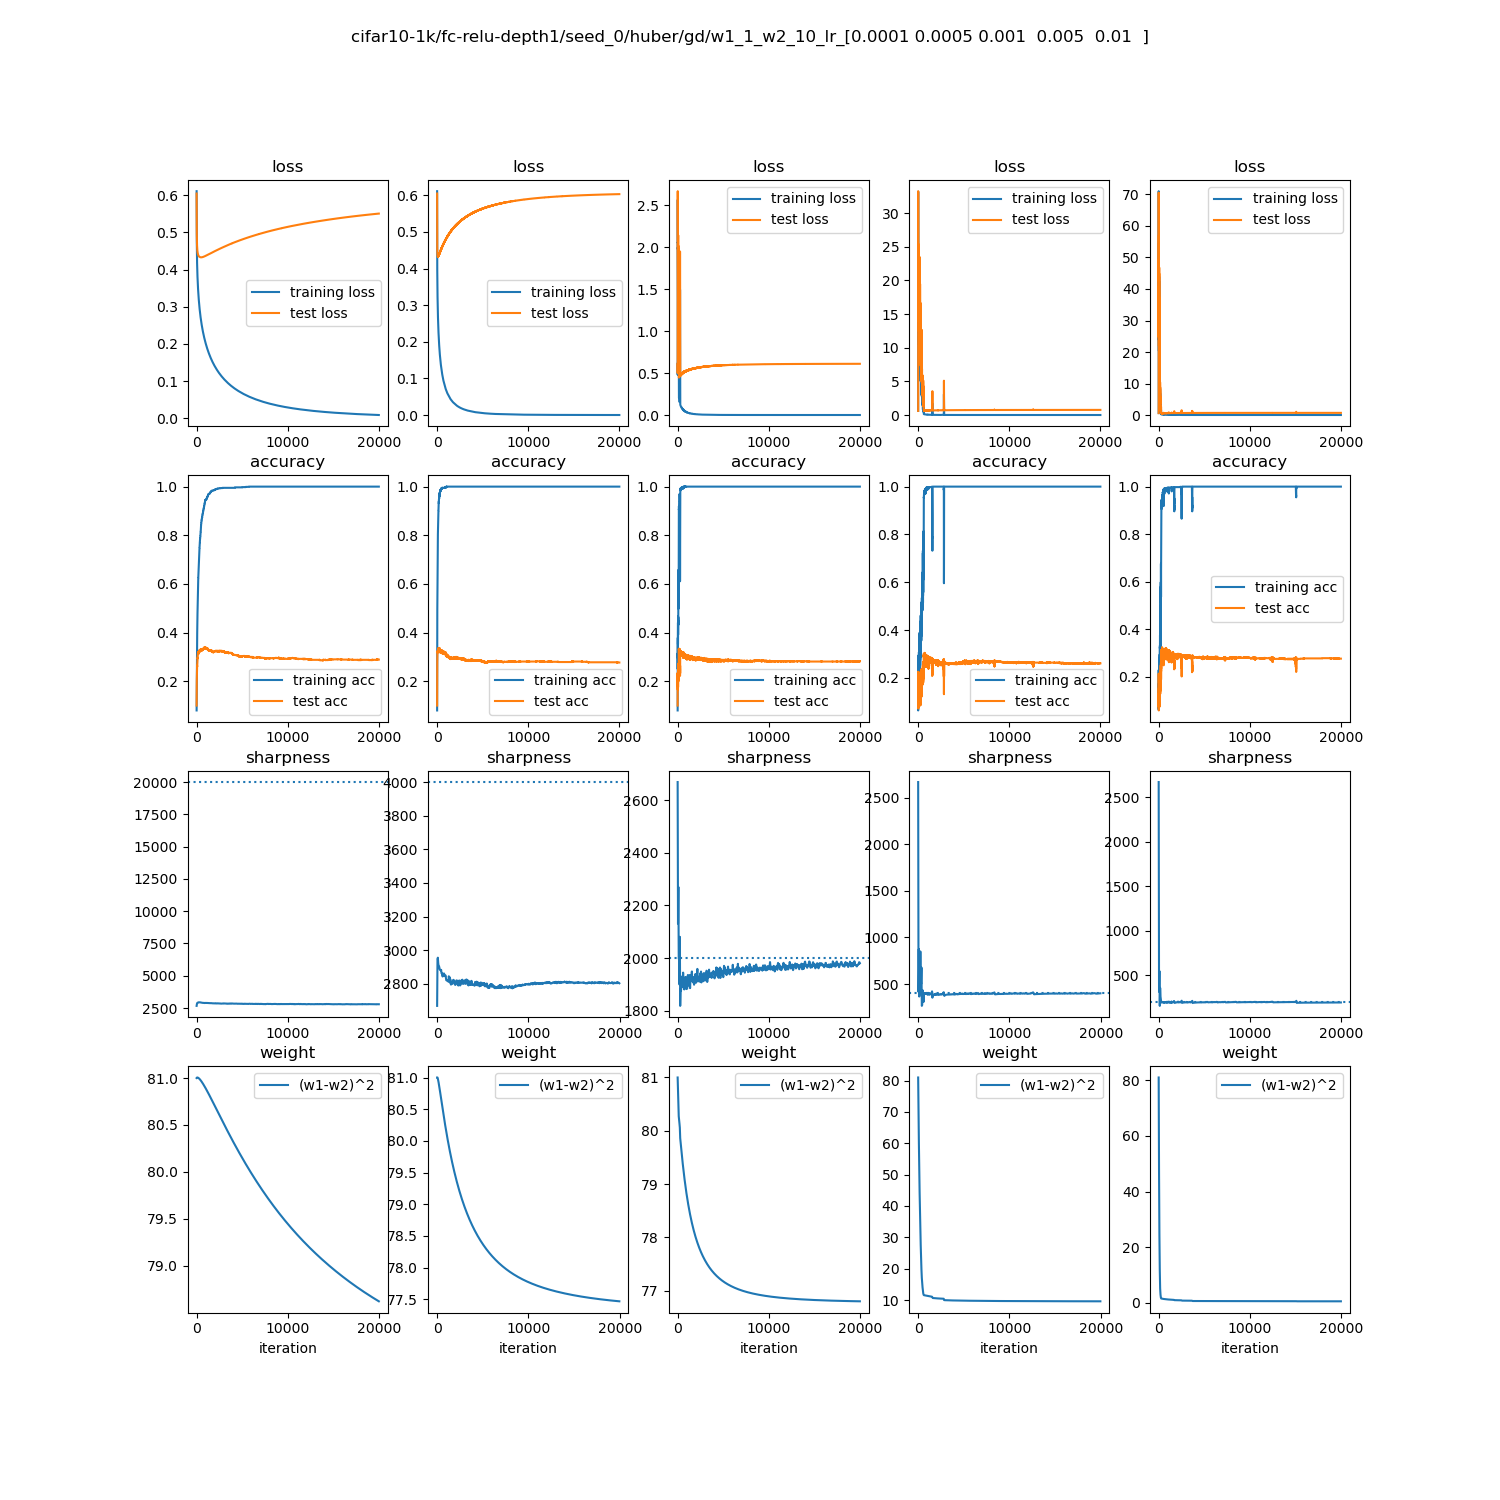 cifar10-1k/fc-relu-depth1/seed_0/huber/gd/w1_1_w2_10_lr_[0.0001 0.0005 0.001  0.005  0.01  ]
loss loss loss loss loss
0.6 0.5 0.4 0.3 0.2 0.1 0.0
training loss
test loss
0 10000 20000
0.6 0.5 0.4 0.3 0.2 0.1 0.0
training loss
test loss
0 10000 20000
2.5 2.0 1.5 1.0 0.5 0.0
training loss
test loss
0 10000 20000
30 25 20 15 10 5 0
training loss
test loss
0 10000 20000
70 60 50 40 30 20 10 0
training loss
test loss
0 10000 20000
accuracy accuracy accuracy accuracy accuracy
1.0 0.8 0.6 0.4 0.2
training acc
test acc
0 10000 20000
1.0 0.8 0.6 0.4 0.2
training acc
test acc
0 10000 20000
1.0 0.8 0.6 0.4 0.2
training acc
test acc
0 10000 20000
1.0 0.8 0.6 0.4 0.2
training acc
test acc
0 10000 20000
1.0 0.8 0.6 0.4 0.2
training acc
test acc
0 10000 20000
sharpness sharpness sharpness sharpness sharpness
20000 17500 15000 12500 10000 7500 5000 2500
0 10000 20000
4000 3800 3600 3400 3200 3000 2800
0 10000 20000
2600 2400 2200 2000 1800
0 10000 20000
2500 2000 1500 1000 500
0 10000 20000
2500 2000 1500 1000 500
0 10000 20000
weight weight weight weight weight
81.0 80.5 80.0 79.5 79.0
(w1-w2)^2
0 10000 20000
iteration
81.0 80.5 80.0 79.5 79.0 78.5 78.0 77.5
(w1-w2)^2
0 10000 20000
iteration
81 80 79 78 77
(w1-w2)^2
0 10000 20000
iteration
80 70 60 50 40 30 20 10
(w1-w2)^2
0 10000 20000
iteration
80 60 40 20 0
(w1-w2)^2
0 10000 20000
iteration